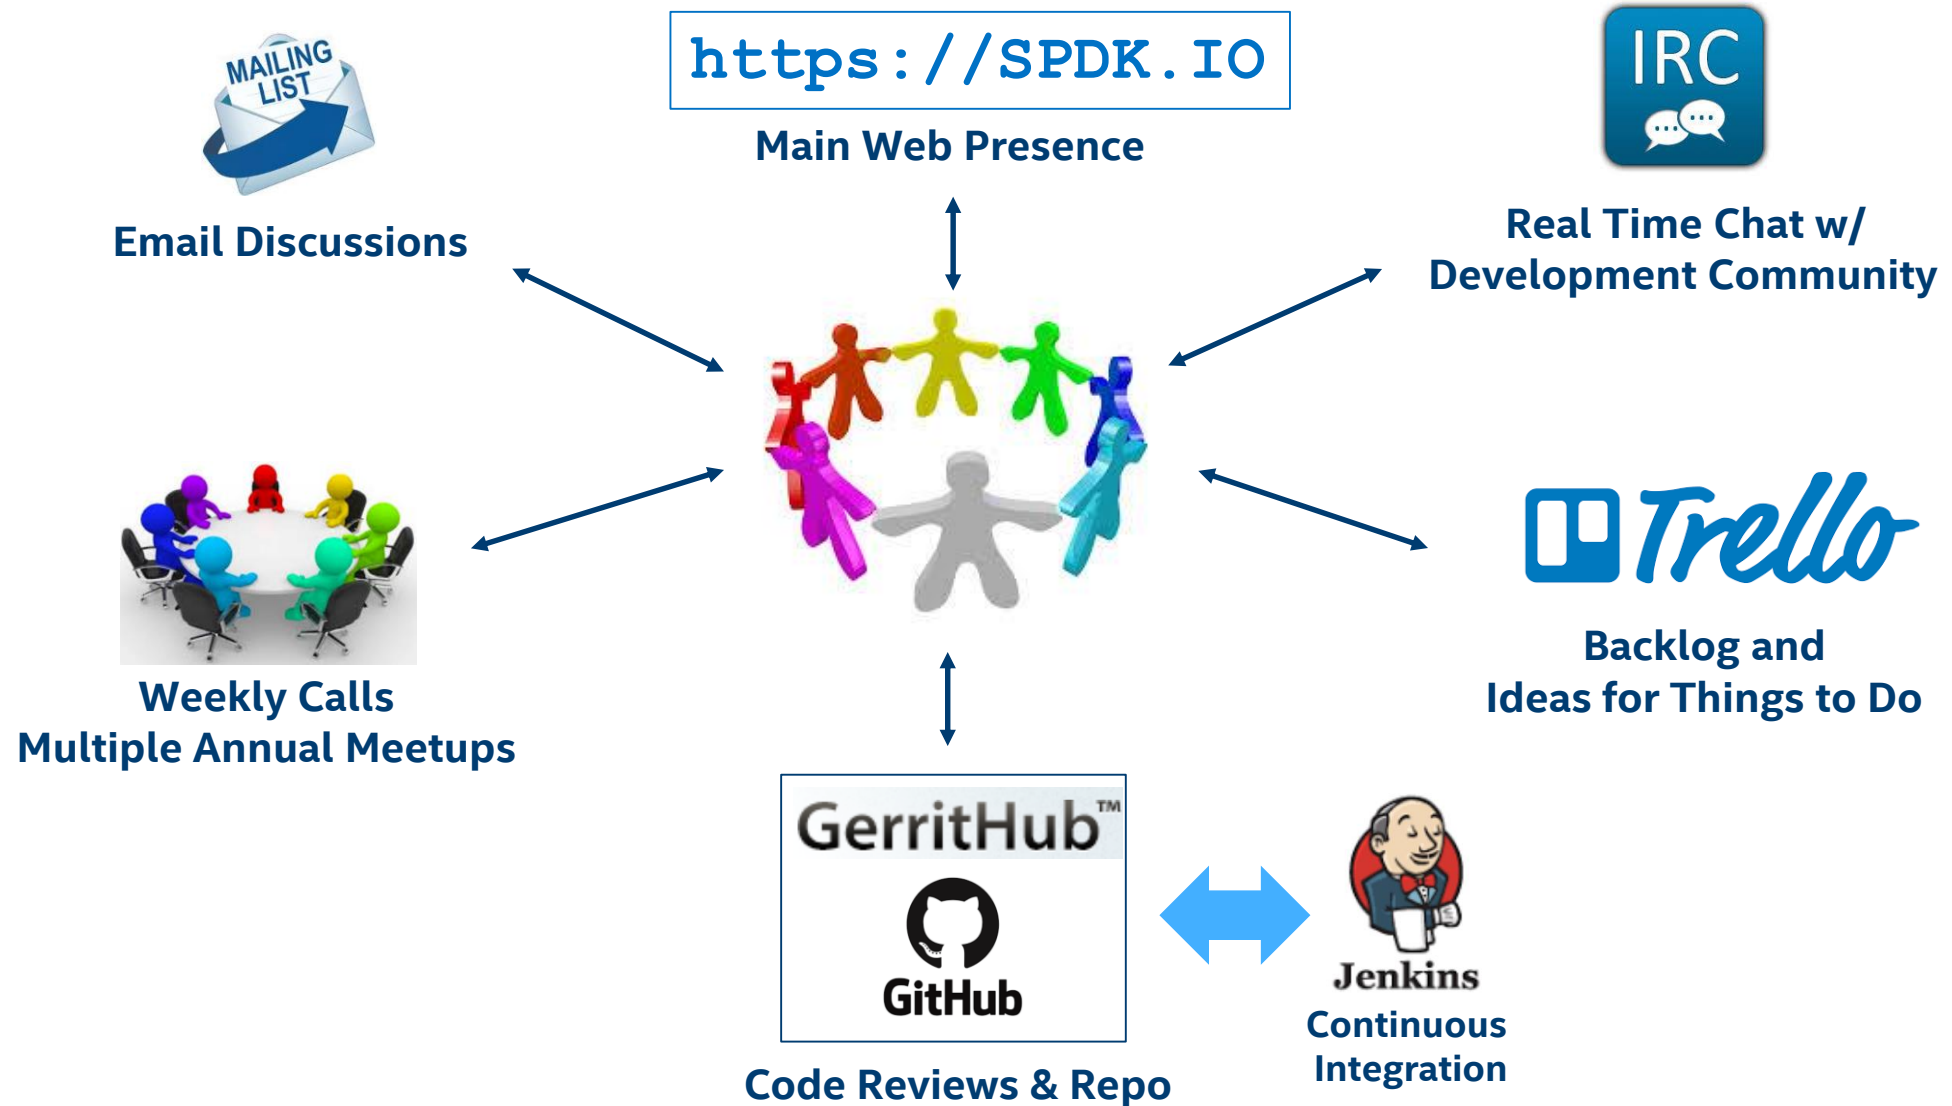 MAILING
LIST
Email Discussions
https://SPDK.IO
Main Web Presence
IRC
Real Time Chat w/
Development Community
Weekly Calls
Multiple Annual Meetups
Trello
Backlog and
Ideas for Things to Do
GerritHub™
GitHub
Code Reviews & Repo
Jenkins
Continuous
Integration